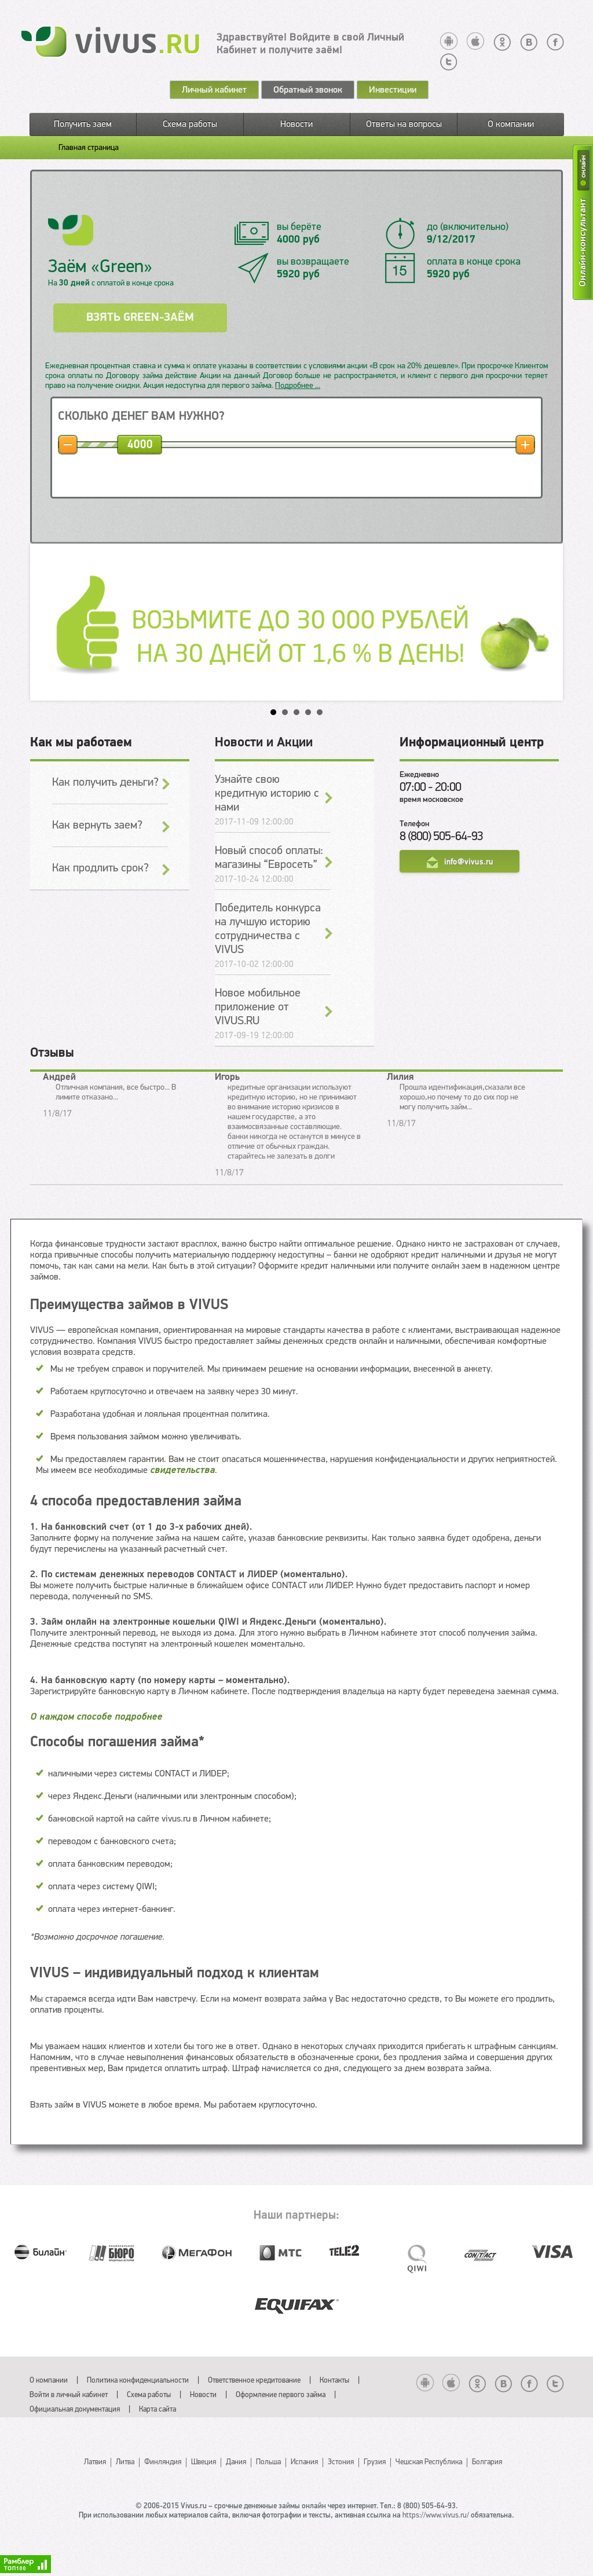 vivus.RU
Здравствуйте! Войдите в свой Личный
Кабинет и получите заём!
Личный кабинет
Обратный звонок
Инвестиции
Получить заем
Схема работы
Новости
Ответы на вопросы
О компании
Главная страница
онлайн
Онлайн-консультант
Заём «Green»
На 30 дней с оплатой в конце срока
вы берёте
4000 руб
до (включительно)
9/12/2017
вы возвращаете
5920 руб
15
оплата в конце срока
5920 руб
ВЗЯТЬ GREEN-ЗАЁМ
Ежедневная процентная ставка и сумма к оплате указаны в соответствии с условиями акции «В срок на 20% дешевле». При просрочке Клиентом
срока оплаты по Договору займа действие Акции на данный Договор больше не распространяется, и клиент с первого дня просрочки теряет
право на получение скидки. Акция недоступна для первого займа. Подробнее ...
СКОЛЬКО ДЕНЕГ ВАМ НУЖНО?
4000
ВОЗЬМИТЕ ДО 30 000 РУБЛЕЙ
НА 30 ДНЕЙ ОТ 1,6 % В ДЕНЬ!
Как мы работаем
Как получить деньги?
Как вернуть заем?
Как продлить срок?
Новости и Акции
Узнайте свою
кредитную историю с
нами
2017-11-09 12:00:00
Новый способ оплаты:
магазины "Евросеть"
2017-10-24 12:00:00
Победитель конкурса
на лучшую историю
сотрудничества с
VIVUS
2017-10-02 12:00:00
Новое мобильное
приложение от
VIVUS.RU
2017-09-19 12:00:00
Информационный центр
Ежедневно
07:00 - 20:00
время московское
Телефон
8 (800) 505-64-93
info@vivus.ru
Отзывы
Андрей
Отличная компания, все быстро... В
лимите отказано...
11/8/17
Игорь
кредитные организации используют
кредитную историю, но не принимают
во внимание историю кризисов в
нашем государстве, а это
взаимосвязанные составляющие.
банки никогда не останутся в минусе в
отличие от обычных граждан.
старайтесь не залезать в долги
11/8/17
Лилия
Прошла идентификация,сказали все
хорошо,но почему то до сих пор не
могу получить займ...
11/8/17
Когда финансовые трудности застают врасплох, важно быстро найти оптимальное решение. Однако никто не застрахован от случаев,
когда привычные способы получить материальную поддержку недоступны – банки не одобряют кредит наличными и друзья не могут
помочь, так как сами на мели. Как быть в этой ситуации? Оформите кредит наличными или получите онлайн заем в надежном центре
займов.
Преимущества займов в VIVUS
VIVUS — европейская компания, ориентированная на мировые стандарты качества в работе с клиентами, выстраивающая надежное
сотрудничество. Компания VIVUS быстро предоставляет займы денежных средств онлайн и наличными, обеспечивая комфортные
условия возврата средств.
Мы не требуем справок и поручителей. Мы принимаем решение на основании информации, внесенной в анкету.
Работаем круглосуточно и отвечаем на заявку через 30 минут.
Разработана удобная и лояльная процентная политика.
Время пользования займом можно увеличивать.
Мы предоставляем гарантии. Вам не стоит опасаться мошенничества, нарушения конфиденциальности и других неприятностей.
Мы имеем все необходимые свидетельства.
4 способа предоставления займа
1. На банковский счет (от 1 до 3-х рабочих дней).
Заполните форму на получение займа на нашем сайте, указав банковские реквизиты. Как только заявка будет одобрена, деньги
будут перечислены на указанный расчетный счет.
2. По системам денежных переводов CONTACT и ЛИДЕР (моментально).
Вы можете получить быстрые наличные в ближайшем офисе CONTACT или ЛИДЕР. Нужно будет предоставить паспорт и номер
перевода, полученный по SMS.
3. Займ онлайн на электронные кошельки QIWI и Яндекс.Деньги (моментально).
Получите электронный перевод, не выходя из дома. Для этого нужно выбрать в Личном кабинете этот способ получения займа.
Денежные средства поступят на электронный кошелек моментально.
4. На банковскую карту (по номеру карты – моментально).
Зарегистрируйте банковскую карту в Личном кабинете. После подтверждения владельца на карту будет переведена заемная сумма.
О каждом способе подробнее
Способы погашения займа*
наличными через системы CONTACT и ЛИДЕР;
через Яндекс.Деньги (наличными или электронным способом);
банковской картой на сайте vivus.ru в Личном кабинете;
переводом с банковского счета;
оплата банковским переводом;
оплата через систему QIWI;
оплата через интернет-банкинг.
*Возможно досрочное погашение.
VIVUS – индивидуальный подход к клиентам
Мы стараемся всегда идти Вам навстречу. Если на момент возврата займа у Вас недостаточно средств, то Вы можете его продлить,
оплатив проценты.
Мы уважаем наших клиентов и хотели бы того же в ответ. Однако в некоторых случаях приходится прибегать к штрафным санкциям.
Напомним, что в случае невыполнения финансовых обязательств в обозначенные сроки, без продления займа и совершения других
превентивных мер, Вам придется оплатить штраф. Штраф начисляется со дня, следующего за днем возврата займа.
Взять займ в VIVUS можете в любое время. Мы работаем круглосуточно.
Наши партнеры:
Билайн
БЮРО
МегаФон
МТС
TELE2
QIWI
CONTACT
VISA
EQUIFAX
О компании | Политика конфиденциальности | Ответственное кредитование | Контакты |
Войти в личный кабинет | Схема работы | Новости | Оформление первого займа |
Официальная документация | Карта сайта
Латвия | Литва | Финляндия | Швеция | Дания | Польша | Испания | Эстония | Грузия | Чешская Республика | Болгария
© 2006-2015 Vivus.ru – срочные денежные займы онлайн через интернет. Тел.: 8 (800) 505-64-93.
При использовании любых материалов сайта, включая фотографии и тексты, активная ссылка на https://www.vivus.ru/ обязательна.
Рамблер
ТОП100